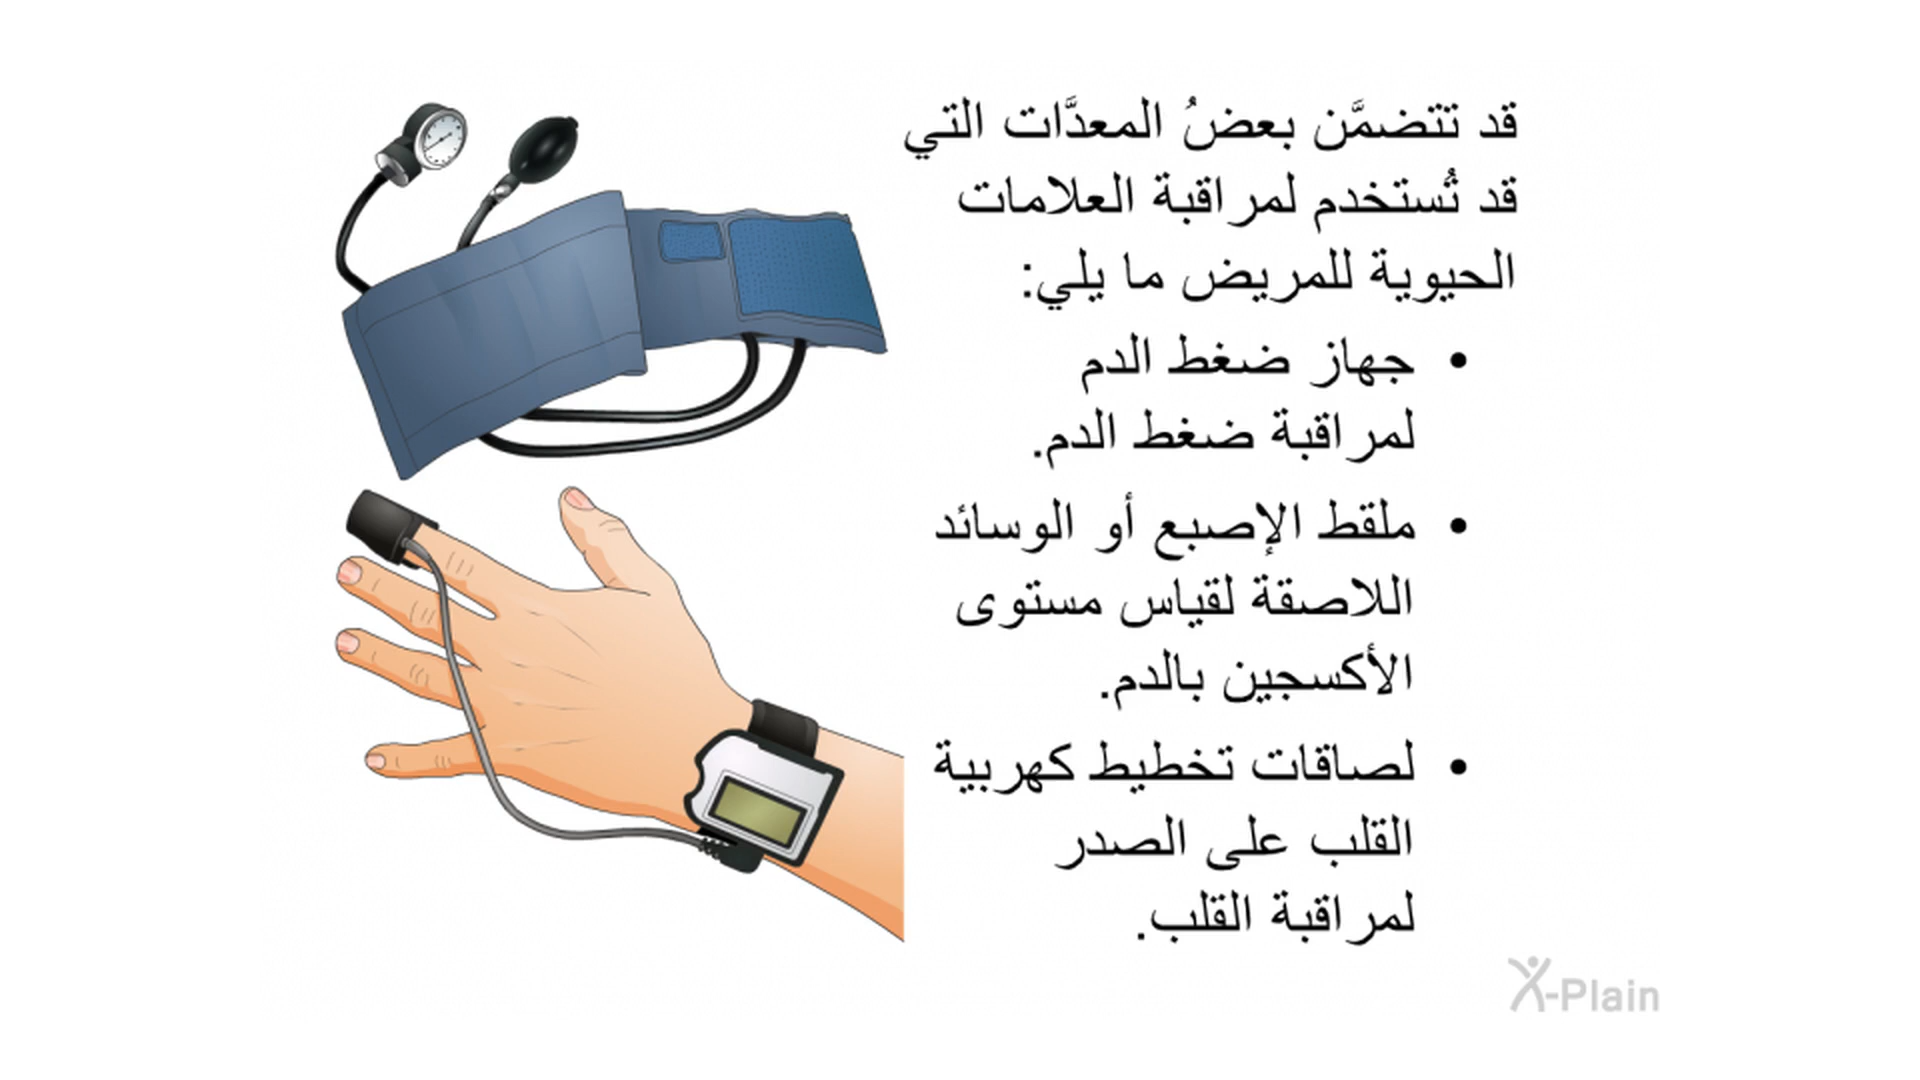 قد تتضمَّن بعضُ المعدَّات التي
قد تُستخدم لمراقبة العلامات
الحيوية للمريض ما يلي:
• جهاز ضغط الدم
لمراقبة ضغط الدم.
• ملقط الإصبع أو الوسائد
اللاصقة لقياس مستوى
الأكسجين بالدم.
• لصاقات تخطيط كهربية
القلب على الصدر
لمراقبة القلب.
X-Plain